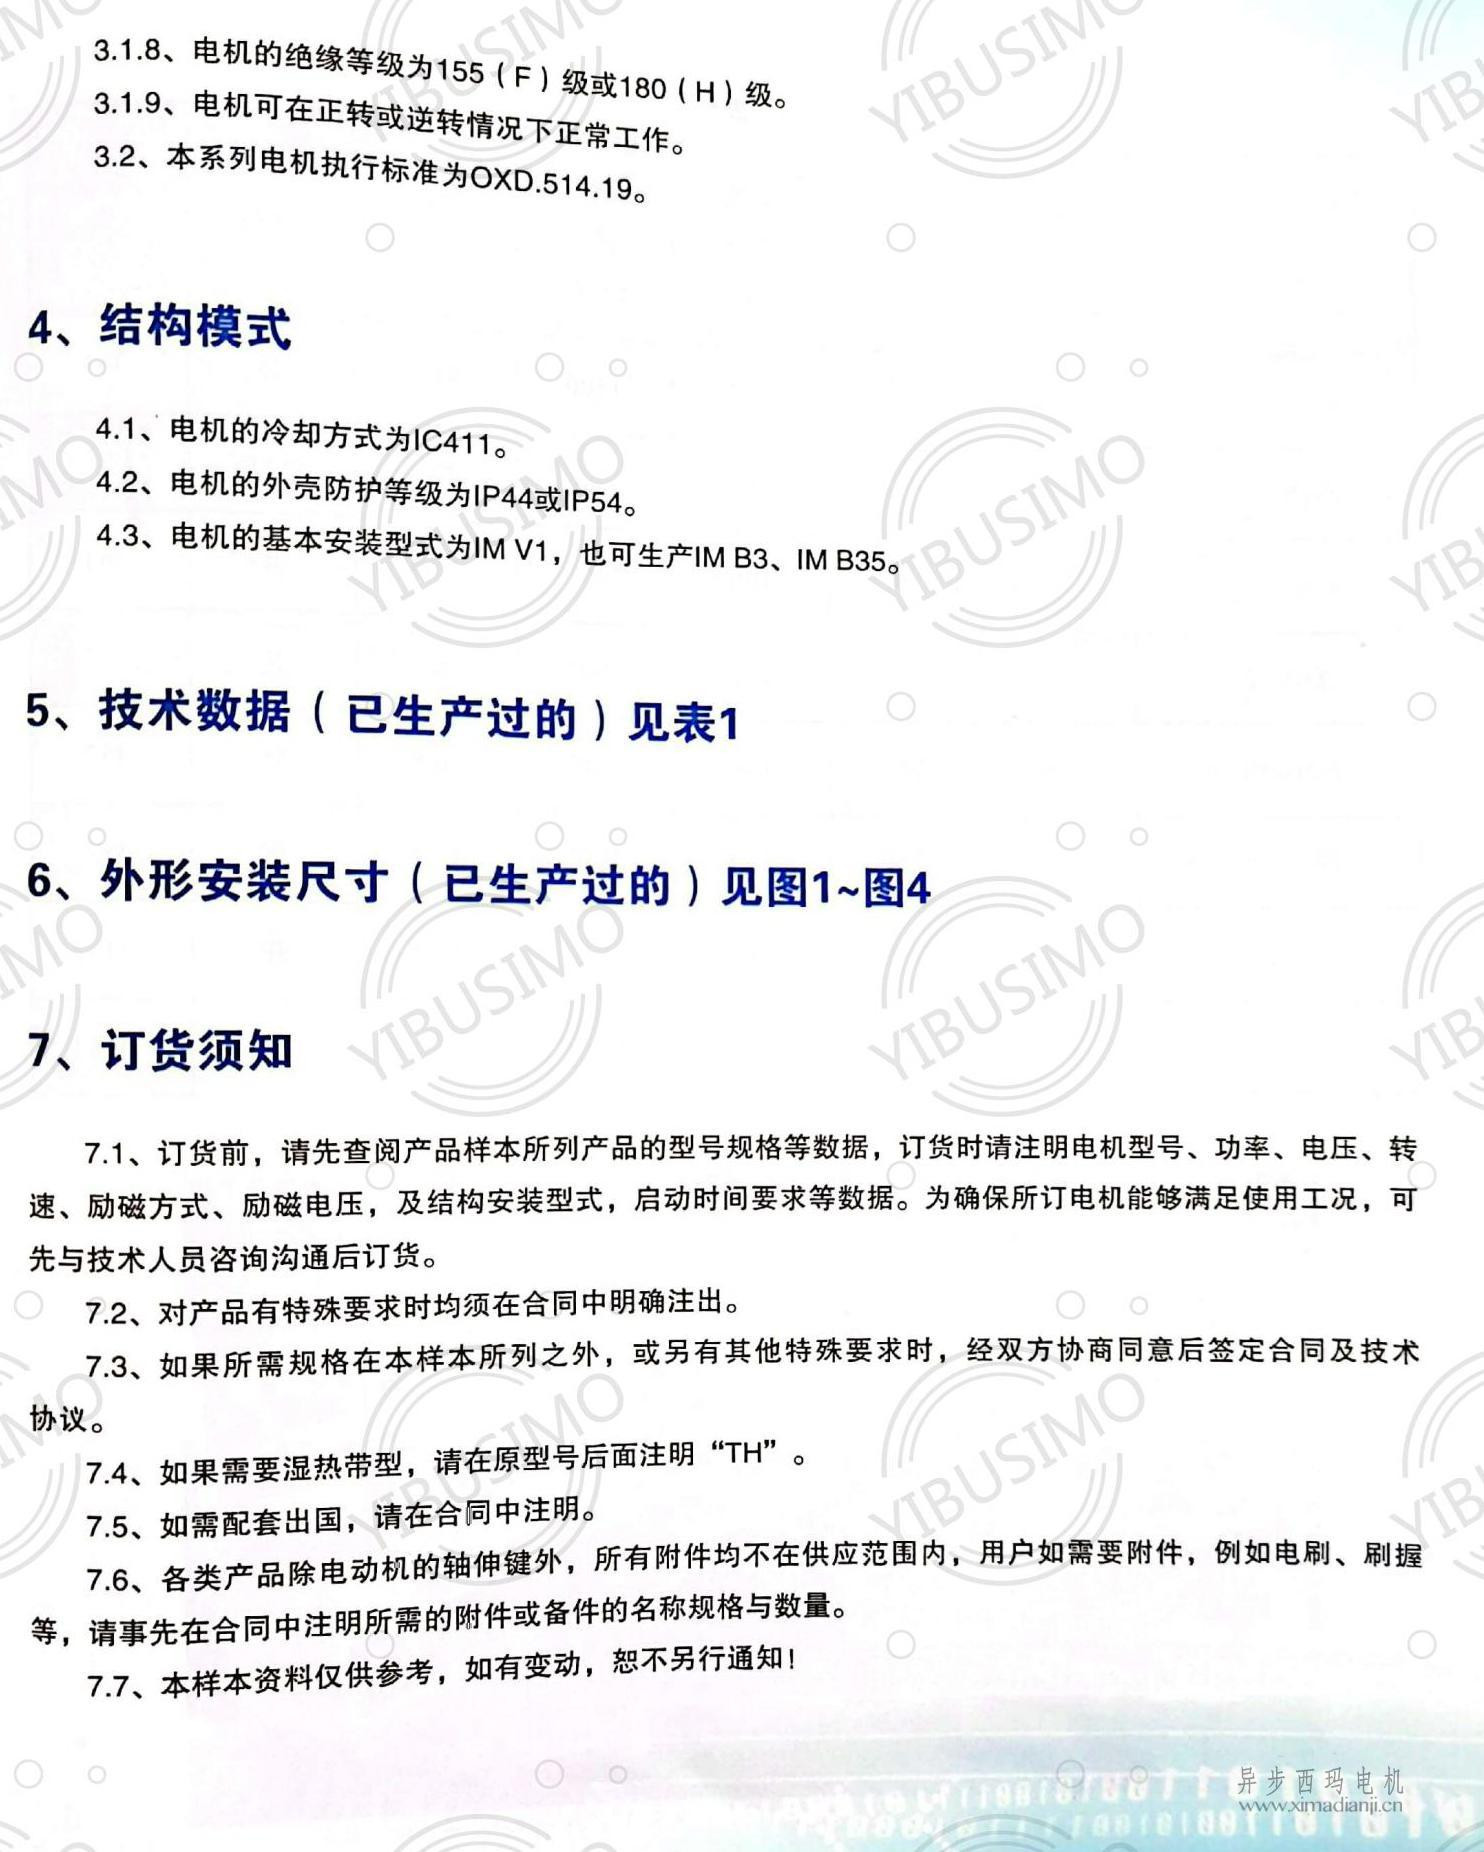 3.1.8、电机的绝缘等级为155（F）级或180（H）级。
3.1.9、电机可在正转或逆转情况下正常工作。
3.2、本系列电机执行标准为OXD.514.19。
4、结构模式
4.1、电机的冷却方式为IC411。
4.2、电机的外壳防护等级为IP44或IP54。
4.3、电机的基本安装型式为IM V1，也可生产IM B3、IM B35。
5、技术数据（已生产过的）见表1
6、外形安装尺寸（已生产过的）见图1~图4
7、订货须知
7.1、订货前，请先查阅产品样本所列产品的型号规格等数据，订货时请注明电机型号、功率、电压、转
速、励磁方式、励磁电压，及结构安装型式，启动时间要求等数据。为确保所订电机能够满足使用工况，可
先与技术人员咨询沟通后订货。
7.2、对产品有特殊要求时均须在合同中明确注出。
7.3、如果所需规格在本样本所列之外，或另有其他特殊要求时，经双方协商同意后签定合同及技术
协议。
7.4、如果需要湿热带型，请在原型号后面注明“TH”。
7.5、如需配套出国，请在合同中注明。
7.6、各类产品除电动机的轴伸键外，所有附件均不在供应范围内，用户如需要附件，例如电刷、刷握
等，请事先在合同中注明所需的附件或备件的名称规格与数量。
7.7、本样本资料仅供参考，如有变动，恕不另行通知！
异步西玛电机
www.ximadianji.cn
YIBUSIMO